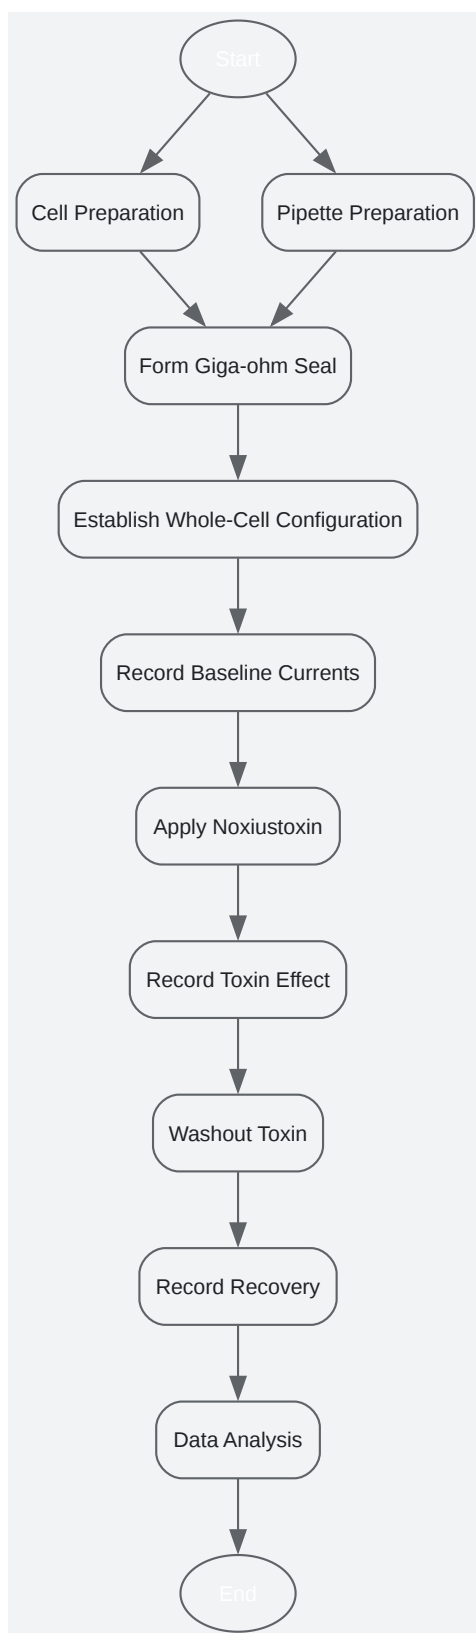 Start
Cell Preparation
Pipette Preparation
Form Giga-ohm Seal
Establish Whole-Cell Configuration
Record Baseline Currents
Apply Noxiustoxin
Record Toxin Effect
Washout Toxin
Record Recovery
Data Analysis
End